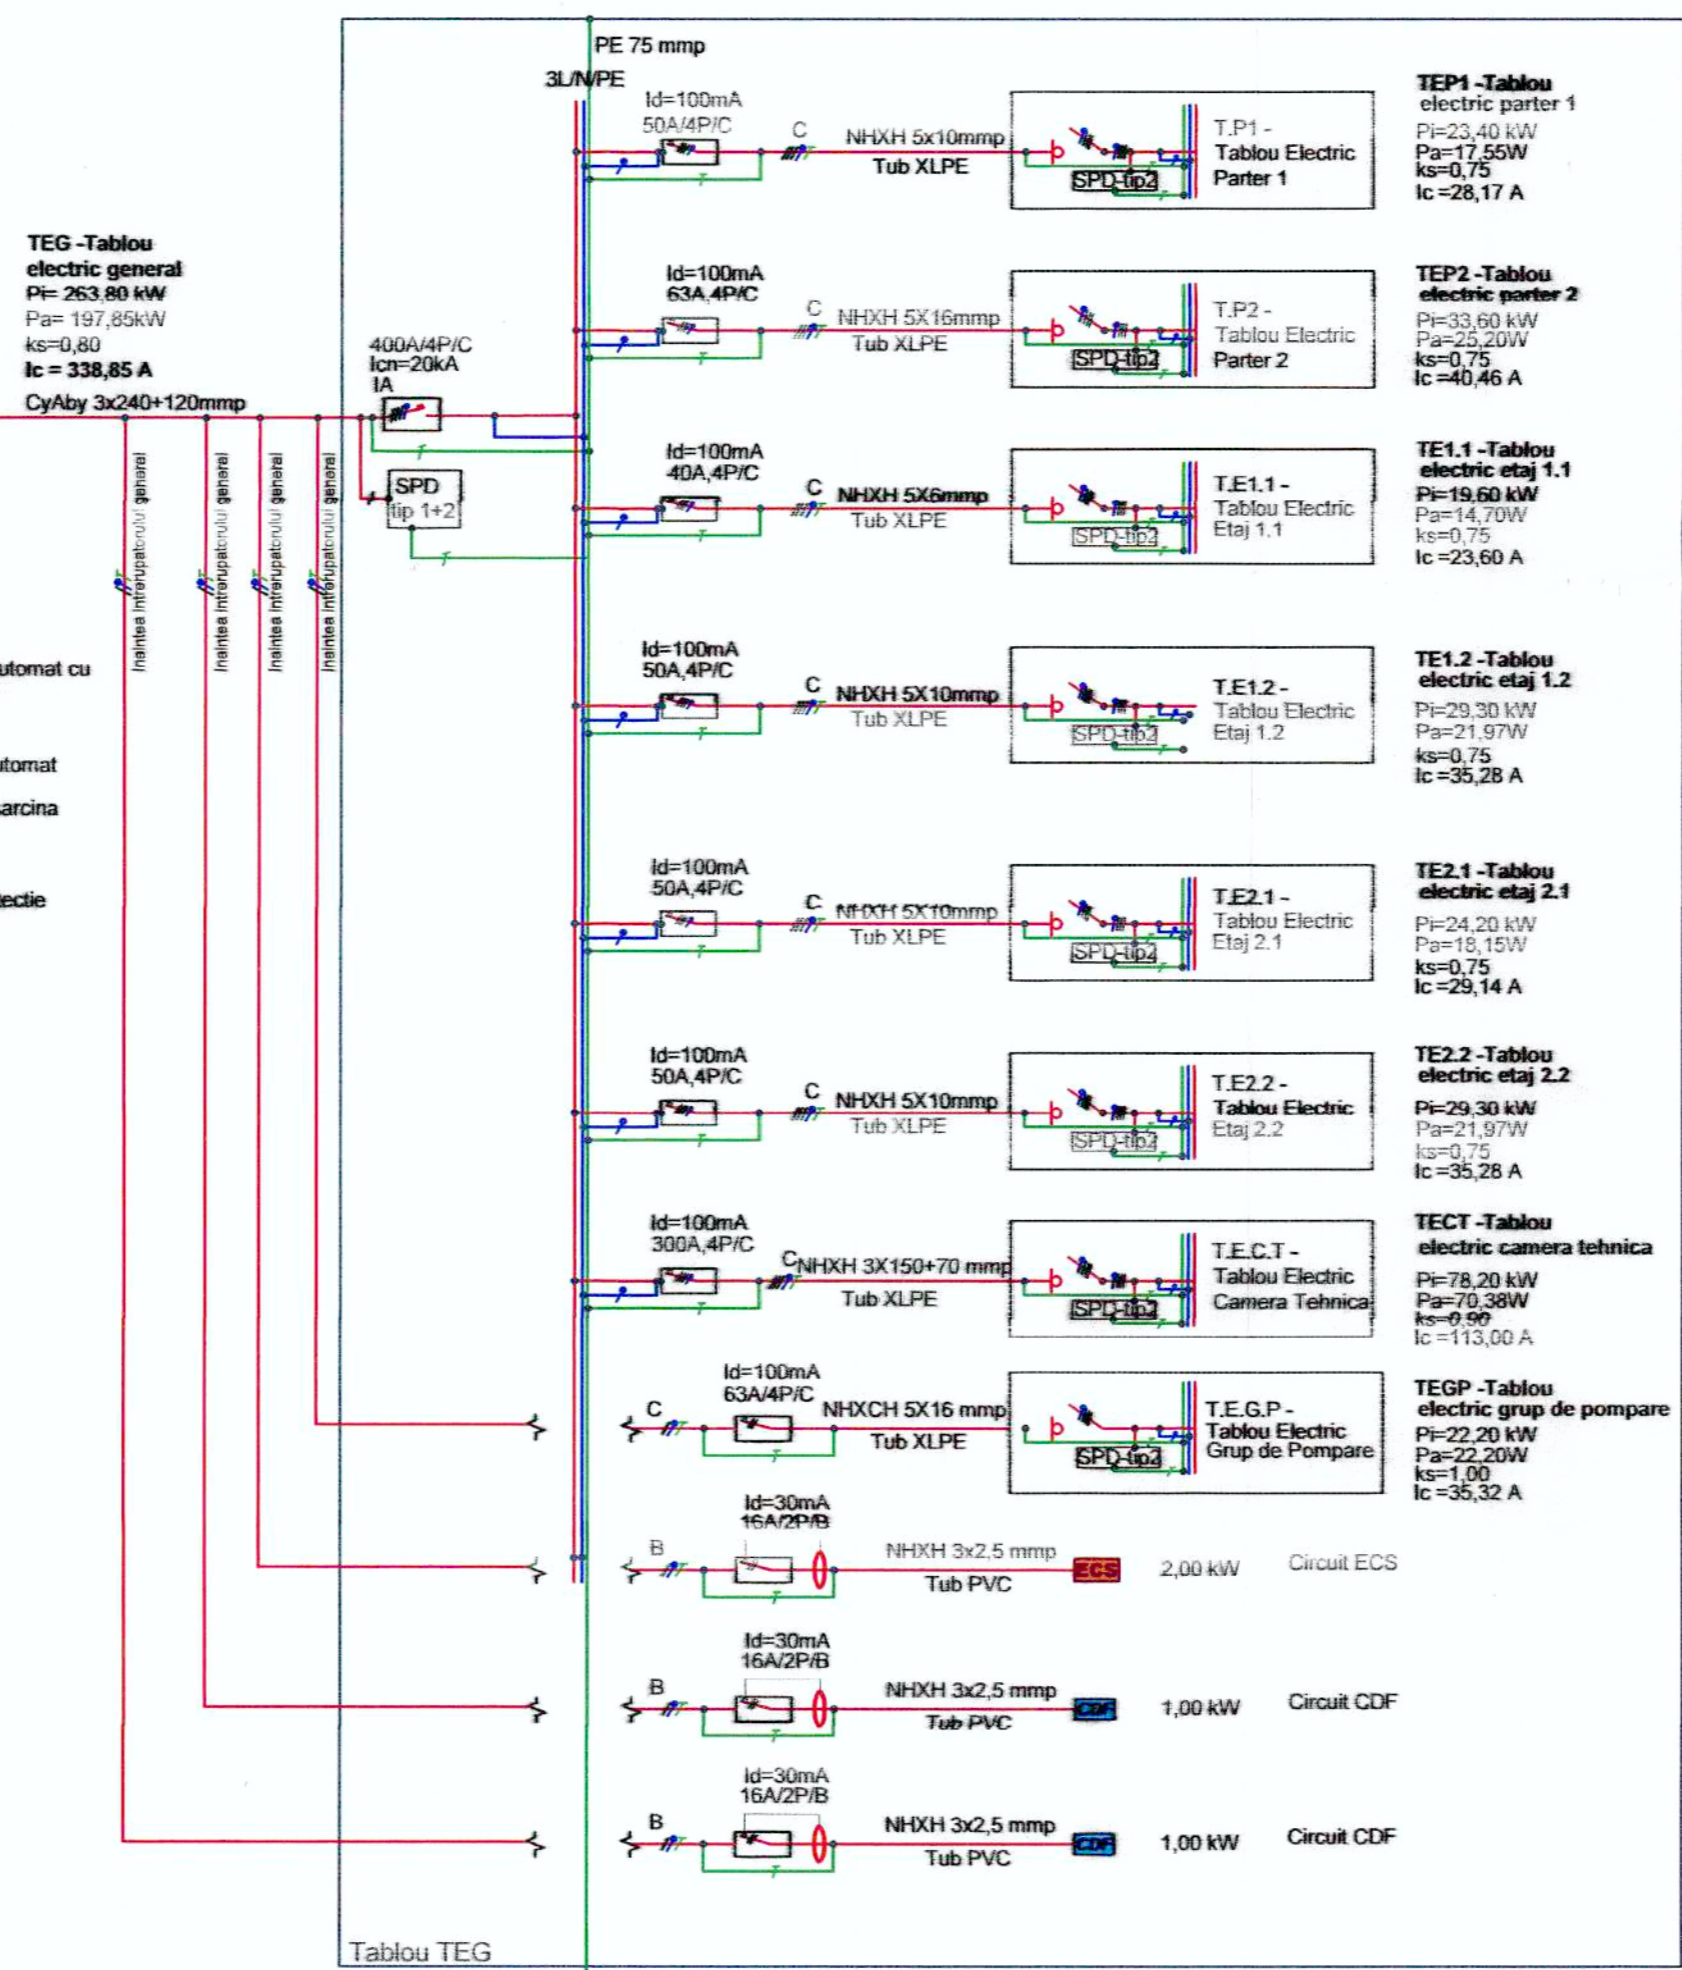 PE 75 mmp
3L/N/PE
TEG -Tablou
electric general
Pi= 263,80 kW
Pa= 197,85kW
ks=0,80
Ic = 338,85 A
CyAby 3x240+120mmp
400A/4P/C
Icn=20kA
IA
SPD
tip 1+2
Inaintea intrerupatorului general
Inaintea intrerupatorului general
Inaintea intrerupatorului general
Inaintea intrerupatorului general
utomat cu
utomat
sarcina
tectie
Id=100mA
50A/4P/C
C
NHXH 5x10mmp
Tub XLPE
SPD-tip2
T.P1 -
Tablou Electric
Parter 1
TEP1 -Tablou
electric parter 1
Pi=23,40 kW
Pa=17,55W
ks=0,75
Ic =28,17 A
Id=100mA
63A,4P/C
C
NHXH 5X16mmp
Tub XLPE
SPD-tip2
T.P2 -
Tablou Electric
Parter 2
TEP2 -Tablou
electric parter 2
Pi=33,60 kW
Pa=25,20W
ks=0,75
Ic =40,46 A
Id=100mA
40A,4P/C
C
NHXH 5X6mmp
Tub XLPE
SPD-tip2
T.E1.1 -
Tablou Electric
Etaj 1.1
TE1.1 -Tablou
electric etaj 1.1
Pi=19,60 kW
Pa=14,70W
ks=0,75
Ic =23,60 A
Id=100mA
50A,4P/C
C
NHXH 5X10mmp
Tub XLPE
SPD-tip2
T.E1.2 -
Tablou Electric
Etaj 1.2
TE1.2 -Tablou
electric etaj 1.2
Pi=29,30 kW
Pa=21,97W
ks=0,75
Ic =35,28 A
Id=100mA
50A,4P/C
C
NHXH 5X10mmp
Tub XLPE
SPD-tip2
T.E2.1 -
Tablou Electric
Etaj 2.1
TE2.1 -Tablou
electric etaj 2.1
Pi=24,20 kW
Pa=18,15W
ks=0,75
Ic =29,14 A
Id=100mA
50A,4P/C
C
NHXH 5X10mmp
Tub XLPE
SPD-tip2
T.E2.2 -
Tablou Electric
Etaj 2.2
TE2.2 -Tablou
electric etaj 2.2
Pi=29,30 kW
Pa=21,97W
ks=0,75
Ic =35,28 A
Id=100mA
300A,4P/C
C
NHXH 3X150+70 mmp
Tub XLPE
SPD-tip2
T.E.C.T -
Tablou Electric
Camera Tehnica
TECT -Tablou
electric camera tehnica
Pi=78,20 kW
Pa=70,38W
ks=0,90
Ic =113,00 A
Id=100mA
63A/4P/C
C
NHXCH 5X16 mmp
Tub XLPE
SPD-tip2
T.E.G.P -
Tablou Electric
Grup de Pompare
TEGP -Tablou
electric grup de pompare
Pi=22,20 kW
Pa=22,20W
ks=1,00
Ic =35,32 A
Id=30mA
16A/2P/B
B
NHXH 3x2,5 mmp
Tub PVC
ECS
2,00 kW
Circuit ECS
Id=30mA
16A/2P/B
B
NHXH 3x2,5 mmp
Tub PVC
CDF
1,00 kW
Circuit CDF
Id=30mA
16A/2P/B
B
NHXH 3x2,5 mmp
Tub PVC
CDF
1,00 kW
Circuit CDF
Tablou TEG